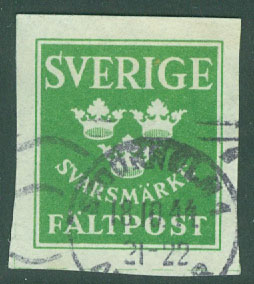 SVERIGE
SVARSMÄRKE
FÄLTPOST
21-22